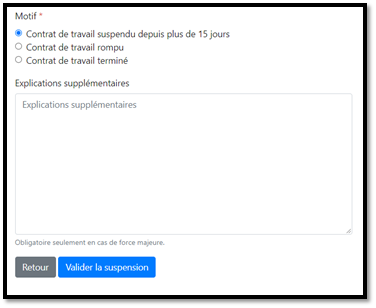 Motif *
Contrat de travail suspendu depuis plus de 15 jours
Contrat de travail rompu
Contrat de travail terminé
Explications supplémentaires
Explications supplémentaires
Obligatoire seulement en cas de force majeure.
Retour Valider la suspension